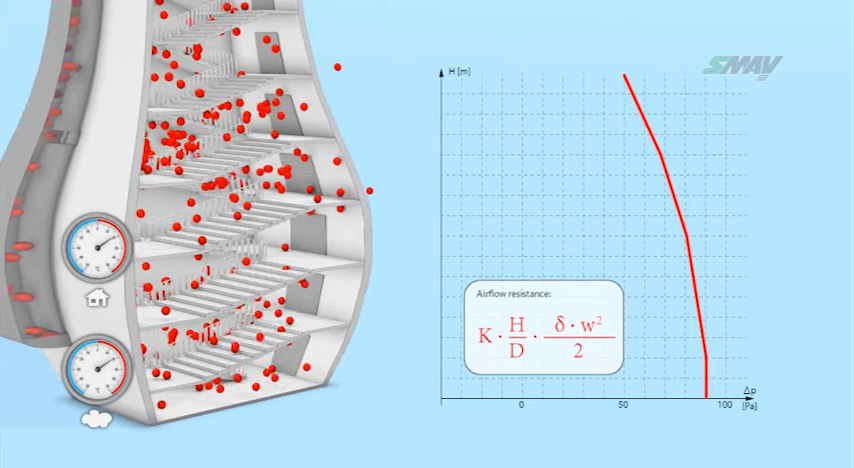 SMAY
H [m]
Airflow resistance:
K · H/D · δ · w²/2
Δp
0
50
100
[Pa]
°C
°C